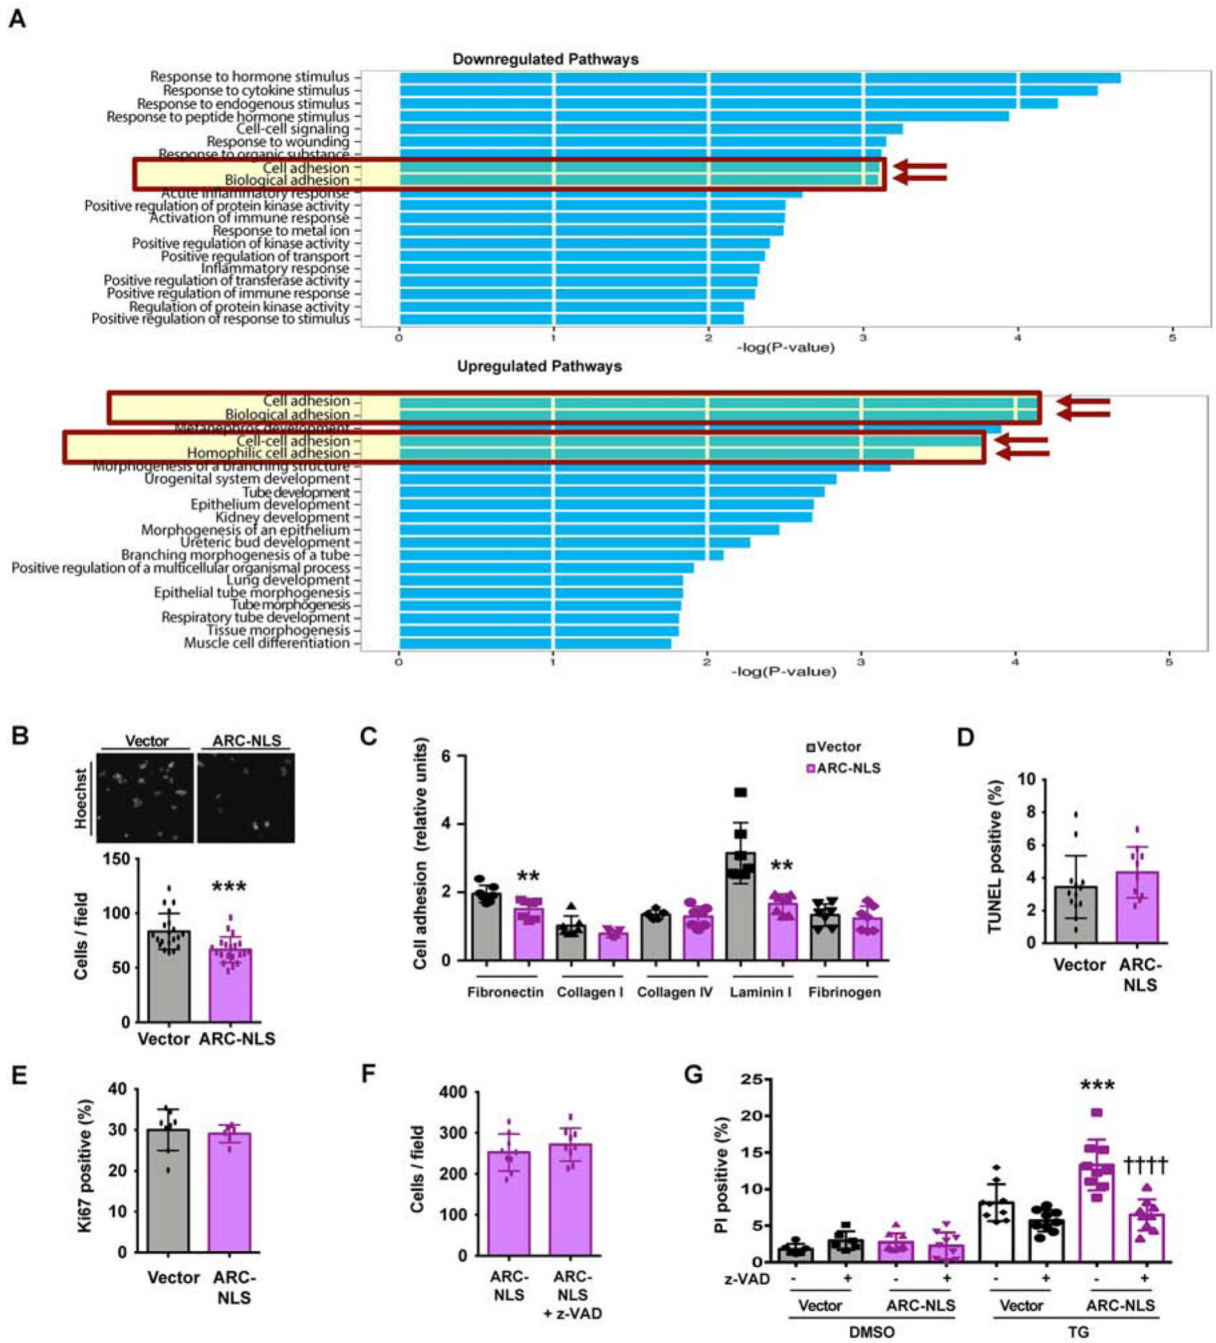 A
Downregulated Pathways
Response to hormone stimulus
Response to cytokine stimulus
Response to endogenous stimulus
Response to peptide hormone stimulus
Cell-cell signaling
Response to wounding
Response to organic substance
Cell adhesion
Biological adhesion
Acute inflammatory response
Positive regulation of protein kinase activity
Activation of immune response
Response to metal ion
Positive regulation of kinase activity
Positive regulation of transport
Inflammatory response
Positive regulation of transferase activity
Positive regulation of immune response
Regulation of protein kinase activity
Positive regulation of response to stimulus
0 1 2 3 4 5
-log(P-value)
Upregulated Pathways
Cell adhesion
Biological adhesion
Metanephros development
Cell-cell adhesion
Homophilic cell adhesion
Morphogenesis of a branching structure
Urogenital system development
Tube development
Epithelium development
Kidney development
Morphogenesis of an epithelium
Ureteric bud development
Branching morphogenesis of a tube
Positive regulation of a multicellular organismal process
Lung development
Epithelial tube morphogenesis
Tube morphogenesis
Respiratory tube development
Tissue morphogenesis
Muscle cell differentiation
0 1 2 3 4 5
-log(P-value)
B
Vector ARC-NLS
Hoechst
Cells / field
150
100
50
0
***
Vector ARC-NLS
C
Cell adhesion (relative units)
6
4
2
0
Vector
ARC-NLS
** **
Fibronectin Collagen I Collagen IV Laminin I Fibrinogen
D
TUNEL positive (%)
10
8
6
4
2
0
Vector ARC-
NLS
E
Ki67 positive (%)
40
30
20
10
0
Vector ARC-
NLS
F
Cells / field
400
300
200
100
0
ARC- ARC-
NLS NLS
+ z-VAD
G
PI positive (%)
25
20
15
10
5
0
***
††††
z-VAD - + - + - + - +
Vector ARC-NLS Vector ARC-NLS
DMSO TG